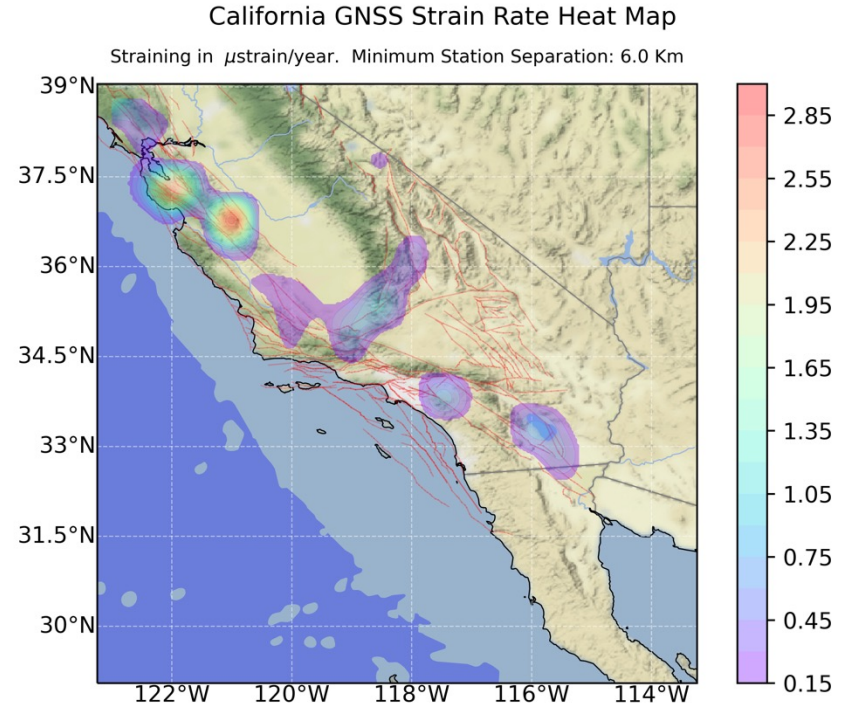 California GNSS Strain Rate Heat Map
Straining in μstrain/year. Minimum Station Separation: 6.0 Km
39°N
37.5°N
36°N
34.5°N
33°N
31.5°N
30°N
122°W 120°W 118°W 116°W 114°W
2.85
2.55
2.25
1.95
1.65
1.35
1.05
0.75
0.45
0.15